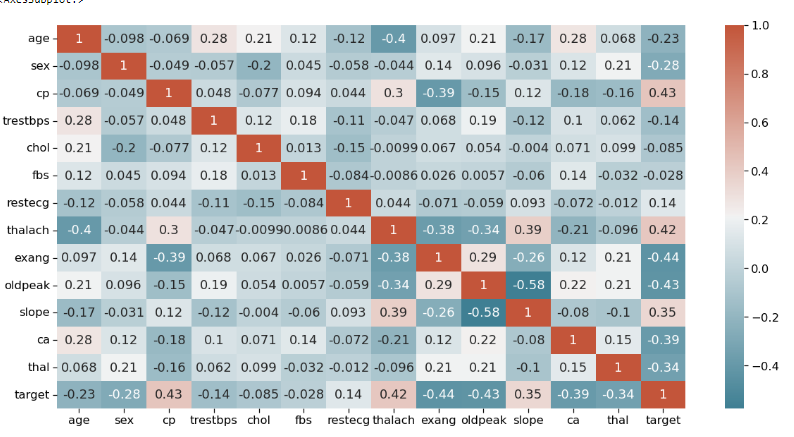 <AxesSubplot:>
age 1 -0.098 -0.069 0.28 0.21 0.12 -0.12 -0.4 0.097 0.21 -0.17 0.28 0.068 -0.23 1.0
sex -0.098 1 -0.049 -0.057 -0.2 0.045 -0.058 -0.044 0.14 0.096 -0.031 0.12 0.21 -0.28
0.8
cp -0.069 -0.049 1 0.048 -0.077 0.094 0.044 0.3 -0.39 -0.15 0.12 -0.18 -0.16 0.43
trestbps 0.28 -0.057 0.048 1 0.12 0.18 -0.11 -0.047 0.068 0.19 -0.12 0.1 0.062 -0.14
0.6
chol 0.21 -0.2 -0.077 0.12 1 0.013 -0.15 -0.0099 0.067 0.054 -0.004 0.071 0.099 -0.085
0.4
fbs 0.12 0.045 0.094 0.18 0.013 1 -0.084 -0.0086 0.026 0.0057 -0.06 0.14 -0.032 -0.028
restecg -0.12 -0.058 0.044 -0.11 -0.15 -0.084 1 0.044 -0.071 -0.059 0.093 -0.072 -0.012 0.14
0.2
thalach -0.4 -0.044 0.3 -0.047 -0.0099 0.0086 0.044 1 -0.38 -0.34 0.39 -0.21 -0.096 0.42
exang 0.097 0.14 -0.39 0.068 0.067 0.026 -0.071 -0.38 1 0.29 -0.26 0.12 0.21 -0.44
0.0
oldpeak 0.21 0.096 -0.15 0.19 0.054 0.0057 -0.059 -0.34 0.29 1 -0.58 0.22 0.21 -0.43
slope -0.17 -0.031 0.12 -0.12 -0.004 -0.06 0.093 0.39 -0.26 -0.58 1 -0.08 -0.1 0.35
−0.2
ca 0.28 0.12 -0.18 0.1 0.071 0.14 -0.072 -0.21 0.12 0.22 -0.08 1 0.15 -0.39
thal 0.068 0.21 -0.16 0.062 0.099 -0.032 -0.012 -0.096 0.21 0.21 -0.1 0.15 1 -0.34
−0.4
target -0.23 -0.28 0.43 -0.14 -0.085 -0.028 0.14 0.42 -0.44 -0.43 0.35 -0.39 -0.34 1
age sex cp trestbps chol fbs restecg thalach exang oldpeak slope ca thal target